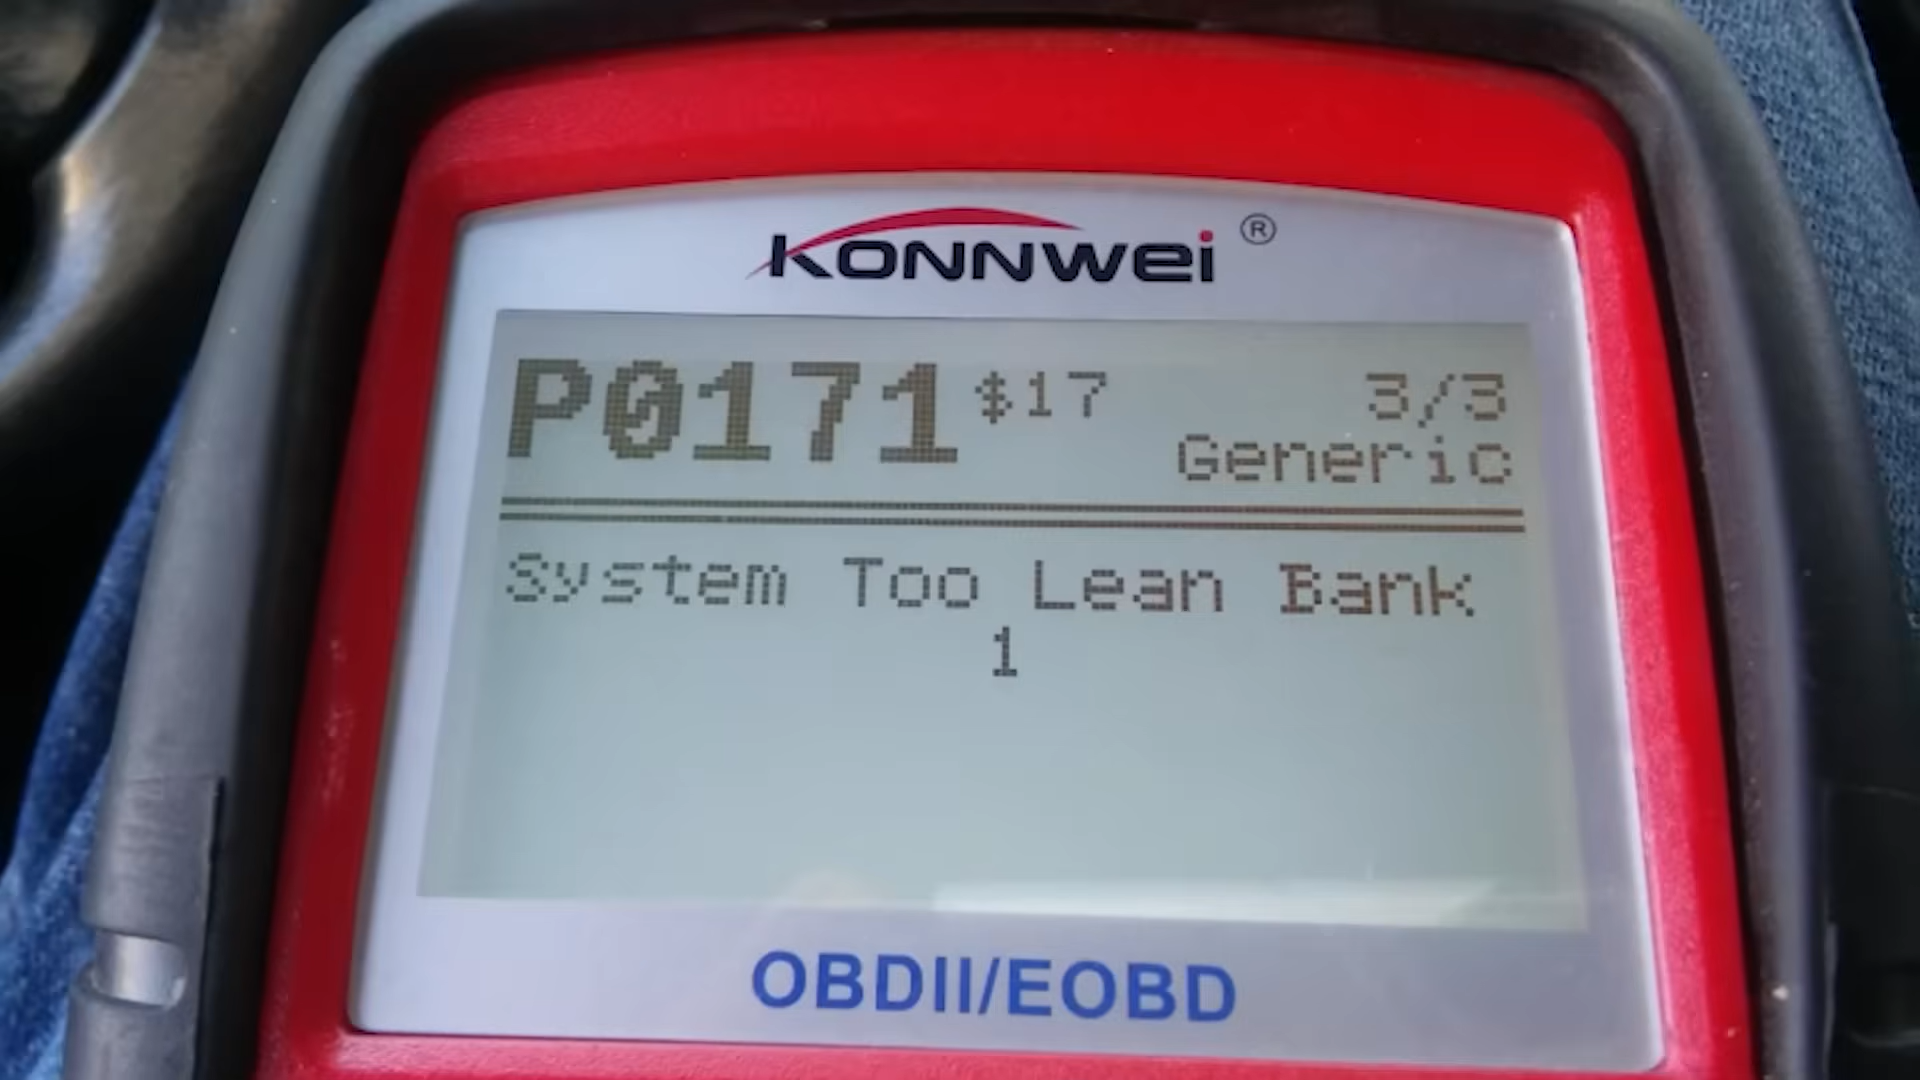 KONNWEI ®
P0171 $17 3/3
Generic
System Too Lean Bank
1
OBDII/EOBD